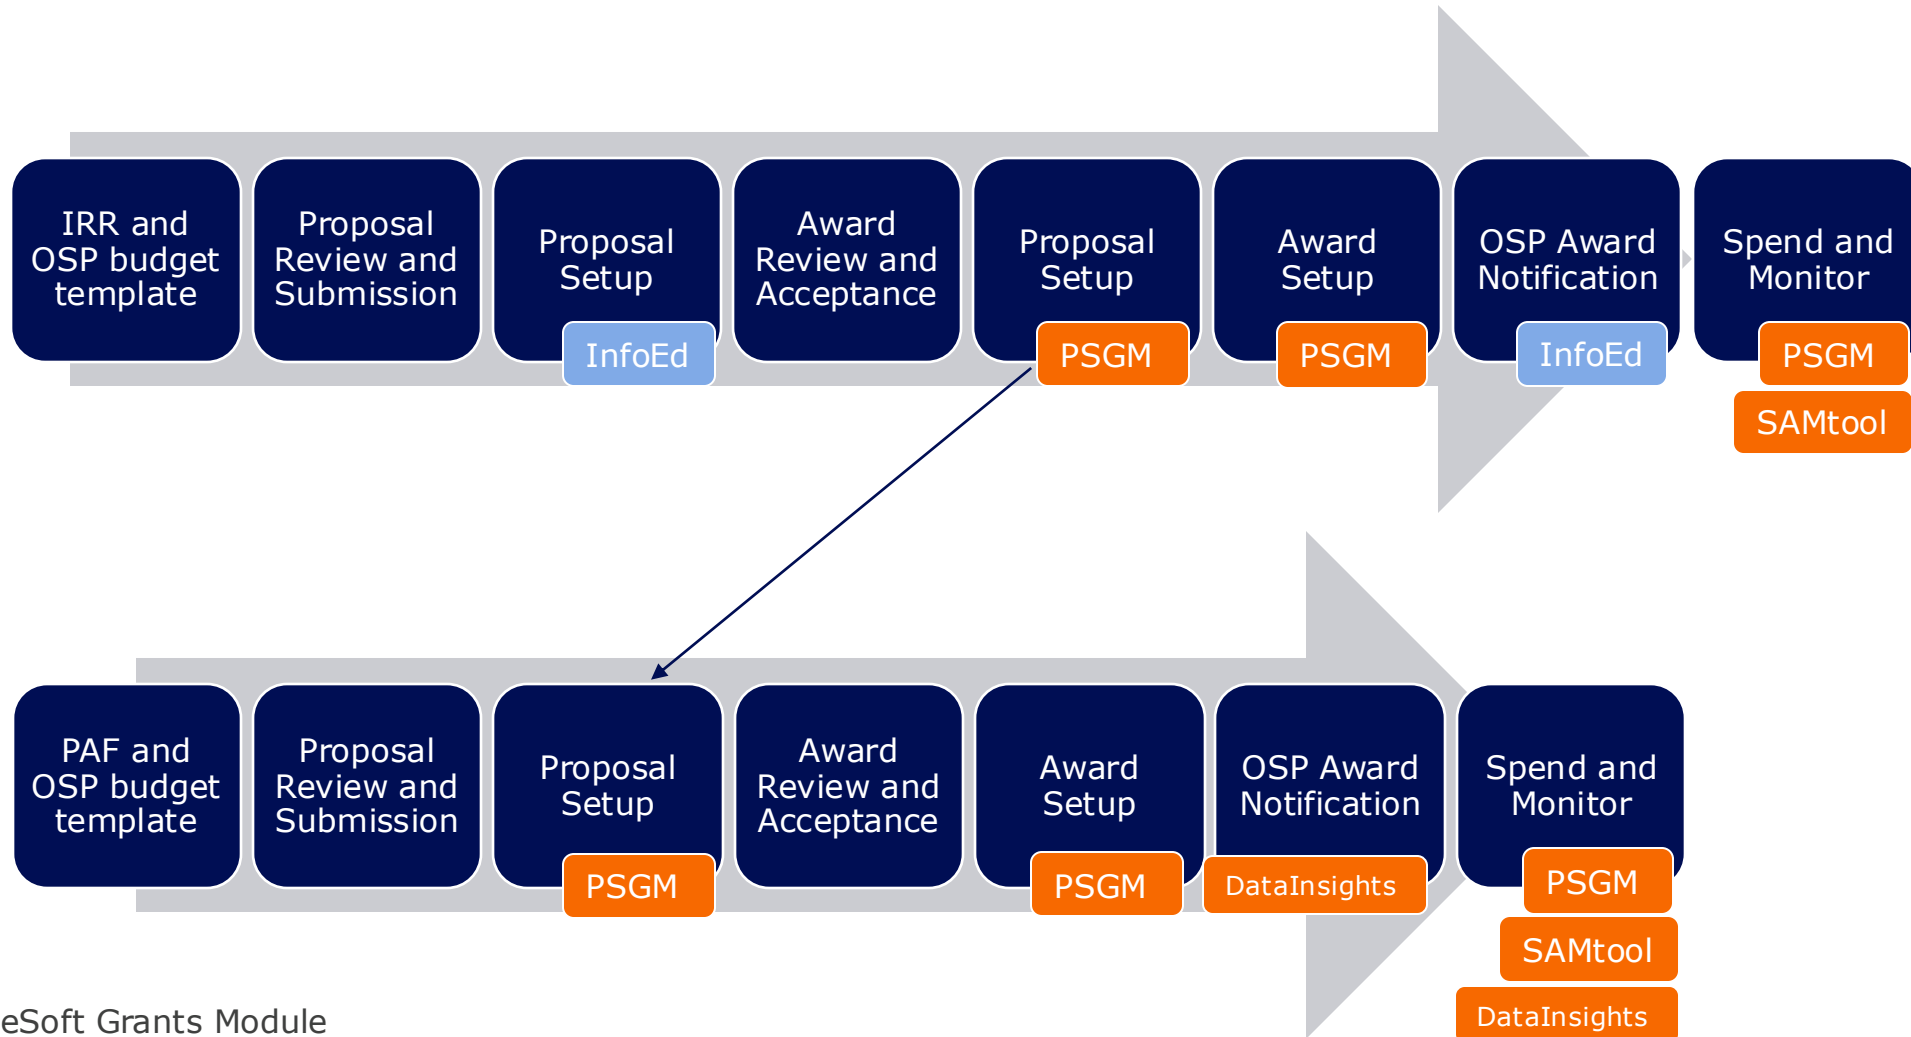 IRR and
OSP budget
template
Proposal
Review and
Submission
Proposal
Setup
InfoEd
Award
Review and
Acceptance
Proposal
Setup
PSGM
Award
Setup
PSGM
OSP Award
Notification
InfoEd
Spend and
Monitor
PSGM
SAMtool
PAF and
OSP budget
template
Proposal
Review and
Submission
Proposal
Setup
PSGM
Award
Review and
Acceptance
Award
Setup
PSGM
OSP Award
Notification
DataInsights
Spend and
Monitor
PSGM
SAMtool
DataInsights
eSoft Grants Module